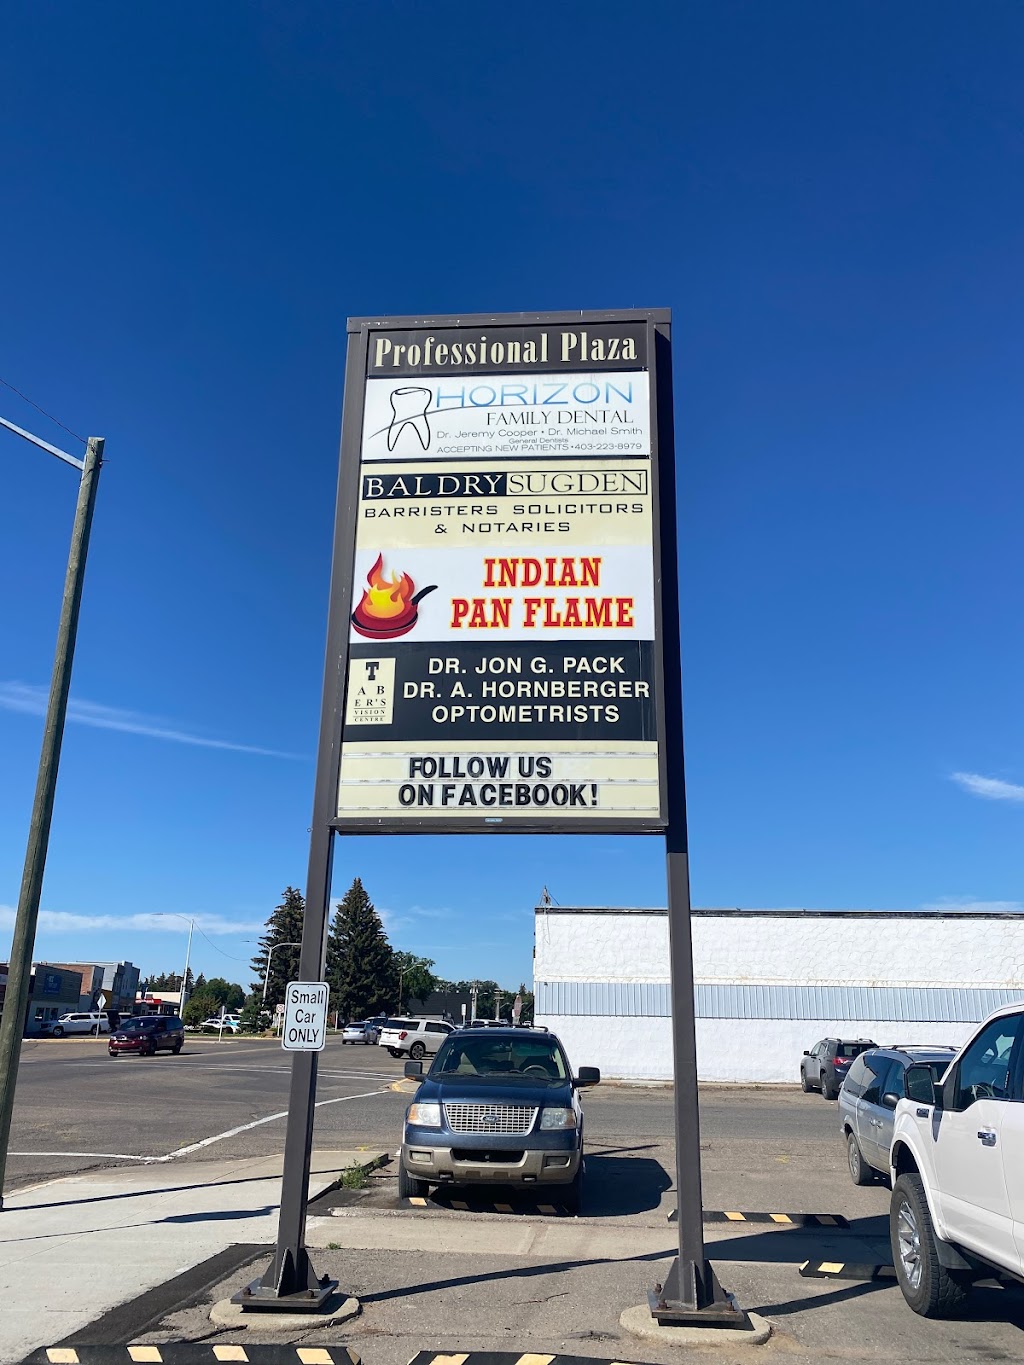 Professional Plaza
HORIZON
FAMILY DENTAL
Dr. Jeremy Cooper • Dr. Michael Smith
General Dentists
ACCEPTING NEW PATIENTS • 403-223-8979
BALDRY SUGDEN
BARRISTERS SOLICITORS
& NOTARIES
INDIAN
PAN FLAME
T
A B
E R'S
VISION
CENTRE
DR. JON G. PACK
DR. A. HORNBERGER
OPTOMETRISTS
FOLLOW US
ON FACEBOOK!
Small
Car
ONLY